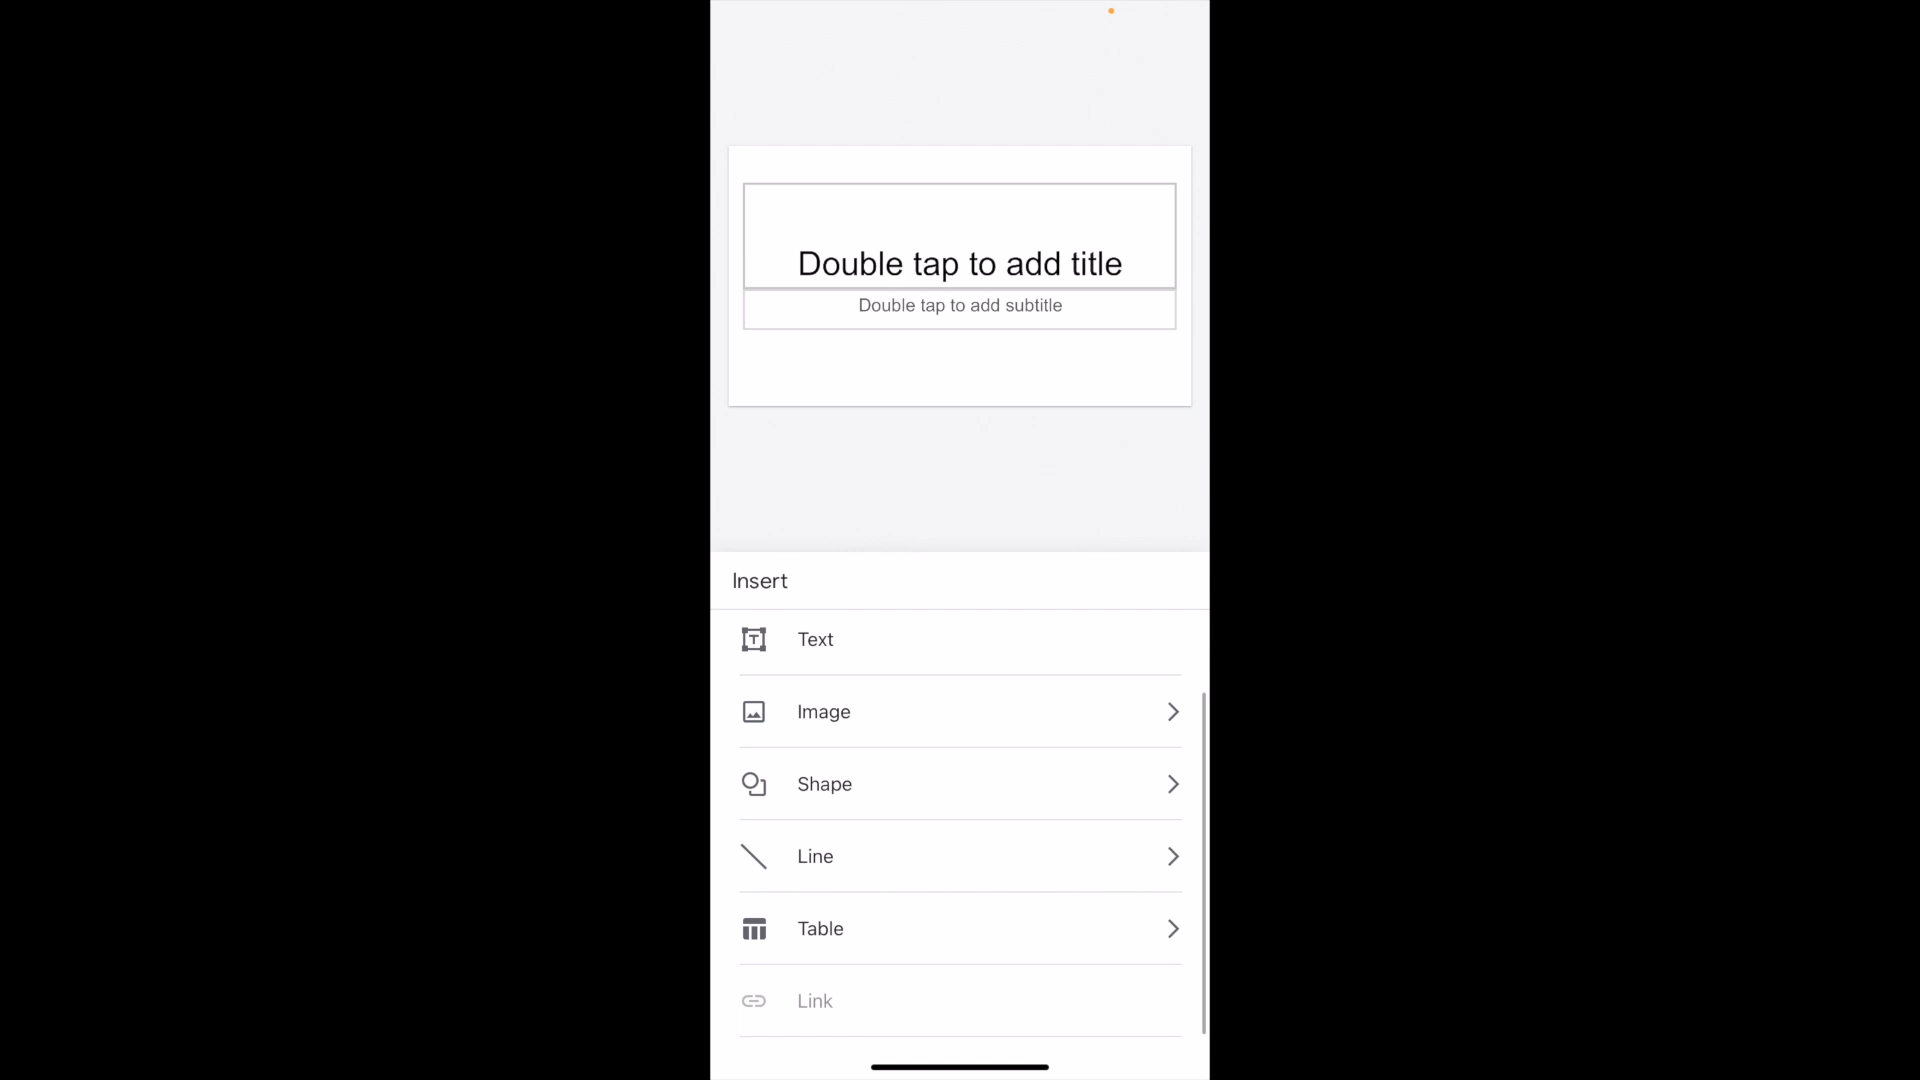 Double tap to add title
Double tap to add subtitle
Insert
Text
Image
Shape
Line
Table
Link